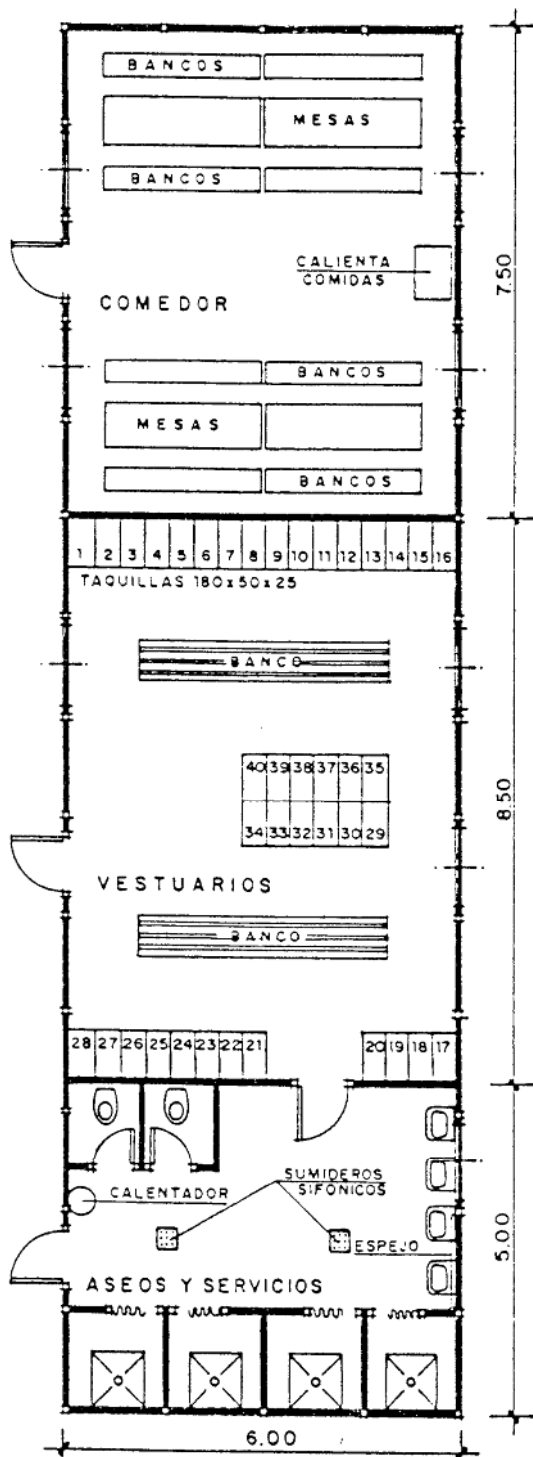 BANCOS
MESAS
BANCOS
CALIENTA
COMIDAS
7.50
COMEDOR
BANCOS
MESAS
BANCOS
1 2 3 4 5 6 7 8 9 10 11 12 13 14 15 16
TAQUILLAS 180x50x25
BANCO
40 39 38 37 36 35
34 33 32 31 30 29
8.50
VESTUARIOS
BANCO
28 27 26 25 24 23 22 21 20 19 18 17
SUMIDEROS
SIFÓNICOS
CALENTADOR
ESPEJO
5.00
ASEOS Y SERVICIOS
6.00